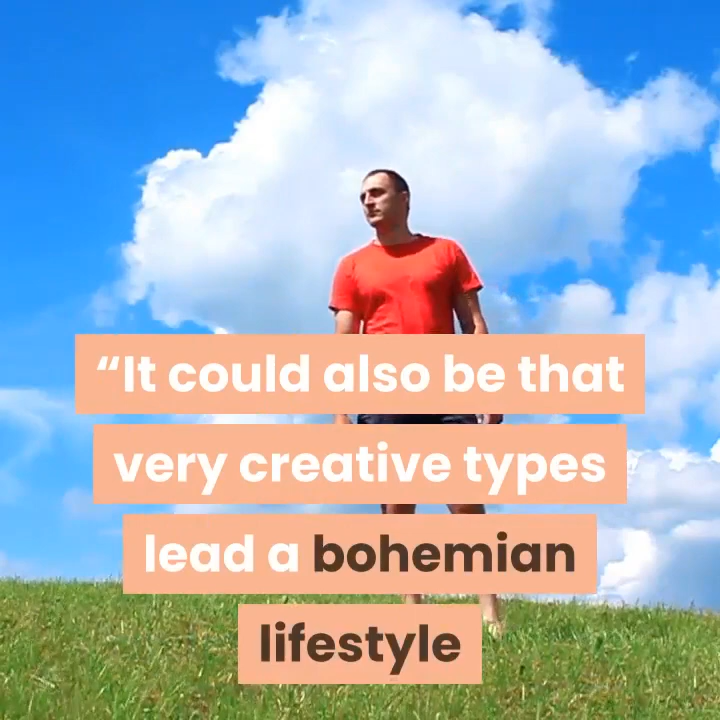 “It could also be that
very creative types
lead a bohemian
lifestyle